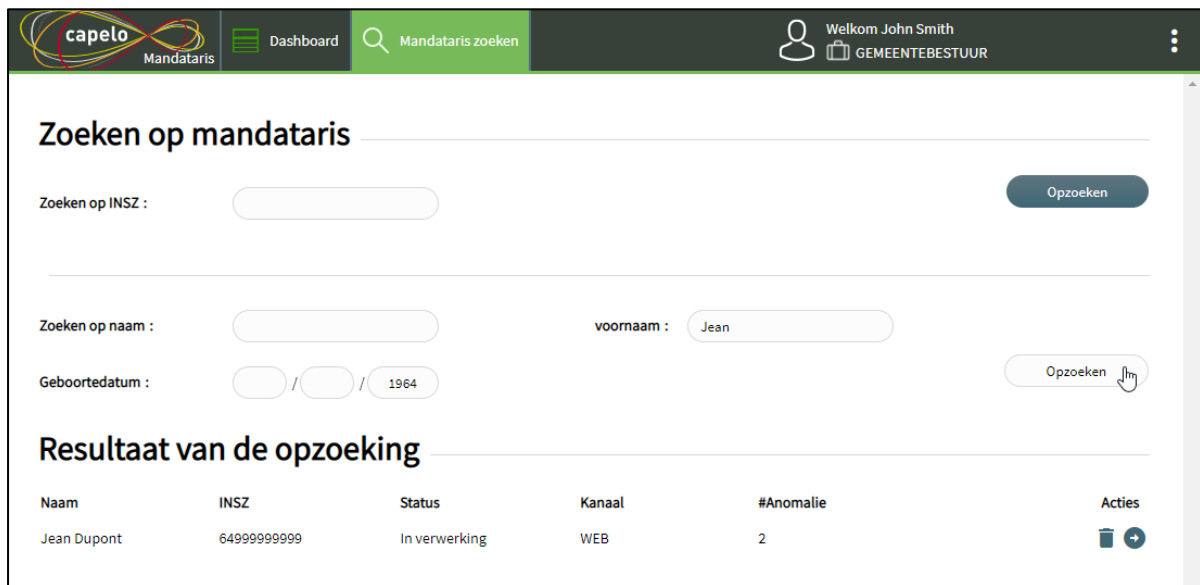 capelo
Mandataris
Dashboard
Mandataris zoeken
Welkom John Smith
GEMEENTEBESTUUR
Zoeken op mandataris
Zoeken op INSZ :
Opzoeken
Zoeken op naam :
voornaam : Jean
Geboortedatum : / / 1964
Opzoeken
Resultaat van de opzoeking
Naam INSZ Status Kanaal #Anomalie Acties
Jean Dupont 64999999999 In verwerking WEB 2